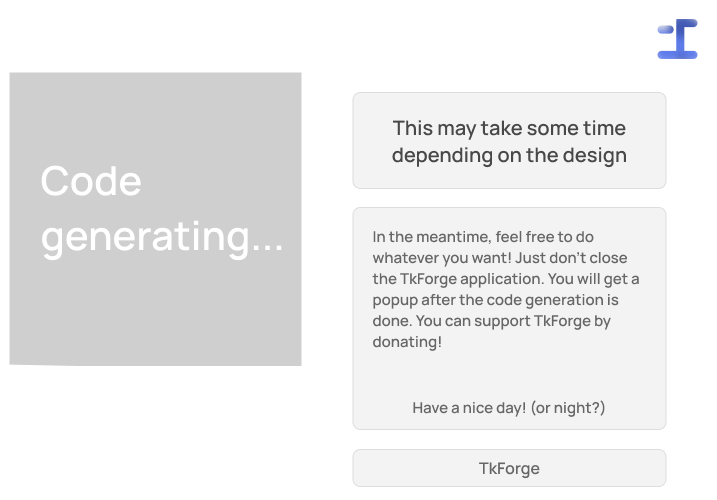 Code
generating...
This may take some time
depending on the design
In the meantime, feel free to do
whatever you want! Just don't close
the TkForge application. You will get a
popup after the code generation is
done. You can support TkForge by
donating!
Have a nice day! (or night?)
TkForge